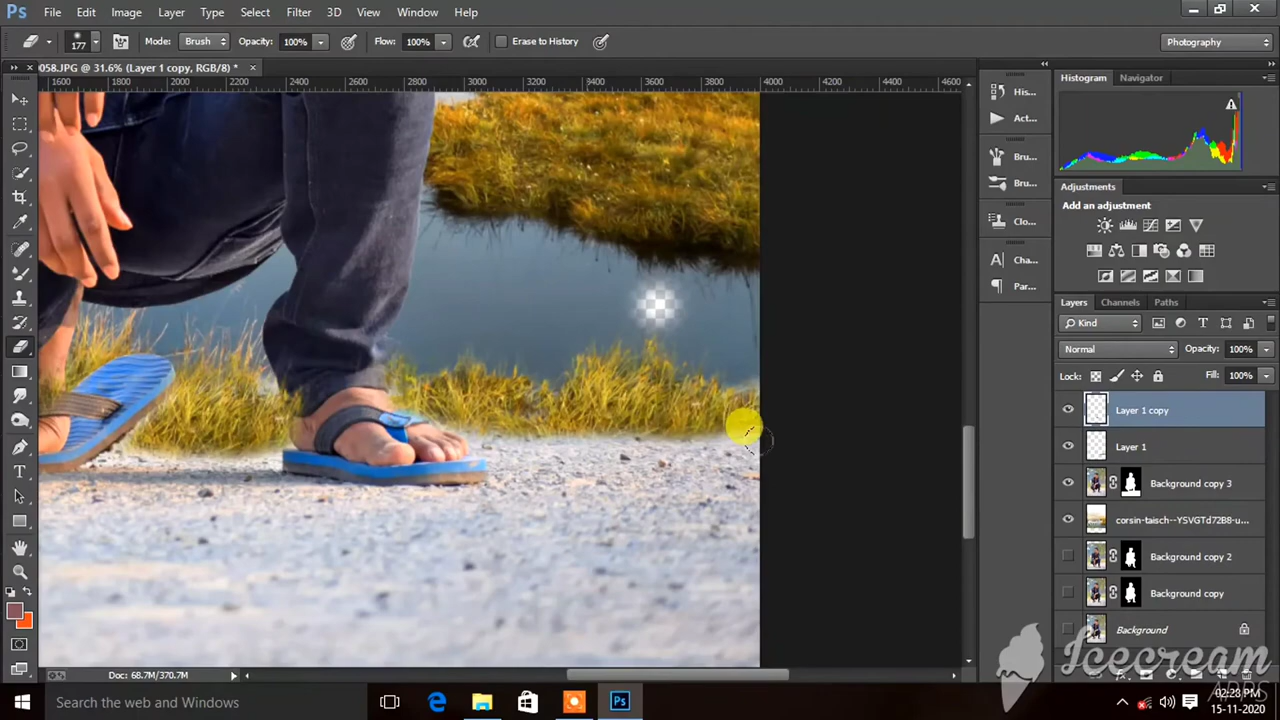 File Edit Image Layer Type Select Filter 3D View Window Help
177 Mode: Brush Opacity: 100% Flow: 100% Erase to History Photography
058.JPG @ 31.6% (Layer 1 copy, RGB/8) *
1600 1800 2000 2200 2400 2600 2800 3000 3200 3400 3600 3800 4000 4200 4400 4600
Histogram Navigator
His...
Act...
Bru...
Bru...
Clo...
Cha...
Par...
Adjustments
Add an adjustment
Layers Channels Paths
Kind
Normal Opacity: 100%
Lock: Fill: 100%
Layer 1 copy
Layer 1
Background copy 3
corsin-taisch--YSVGTd72B8-u...
Background copy 2
Background copy
Background
Icecream
APPS
Doc: 68.7M/370.7M
Search the web and Windows
Ps
02:28 PM
15-11-2020